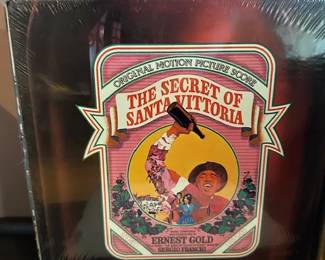 ORIGINAL MOTION PICTURE SCORE
THE SECRET OF
SANTA VITTORIA
ERNEST GOLD
SERGIO FRANCHI